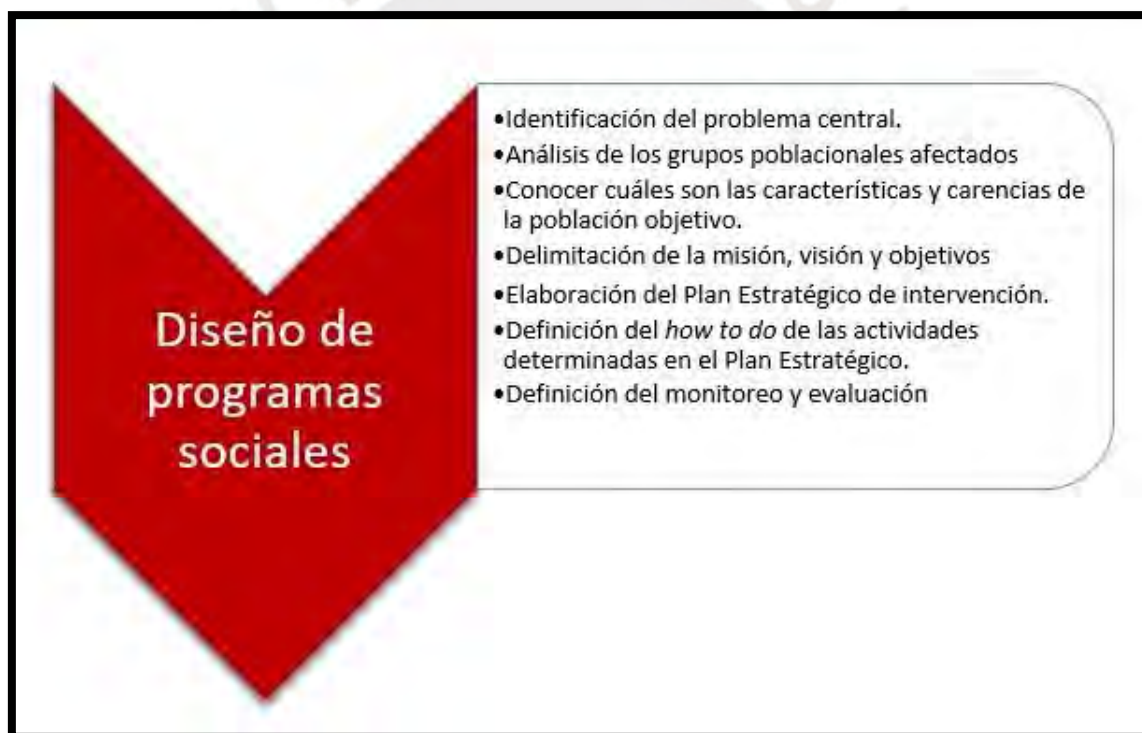 Diseño de
programas
sociales
•Identificación del problema central.
•Análisis de los grupos poblacionales afectados
•Conocer cuáles son las características y carencias de
la población objetivo.
•Delimitación de la misión, visión y objetivos
•Elaboración del Plan Estratégico de intervención.
•Definición del how to do de las actividades
determinadas en el Plan Estratégico.
•Definición del monitoreo y evaluación